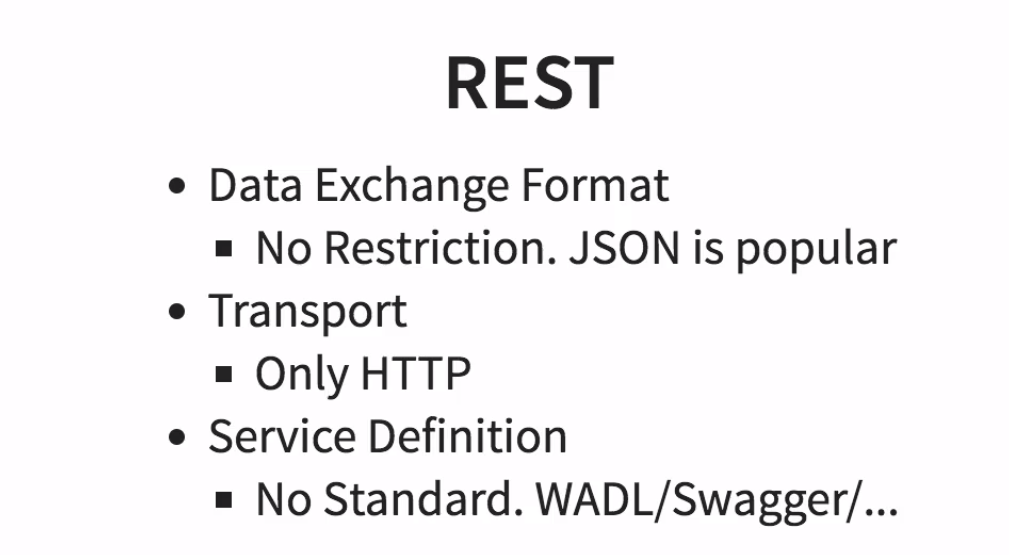 REST
• Data Exchange Format
▪ No Restriction. JSON is popular
• Transport
▪ Only HTTP
• Service Definition
▪ No Standard. WADL/Swagger/...